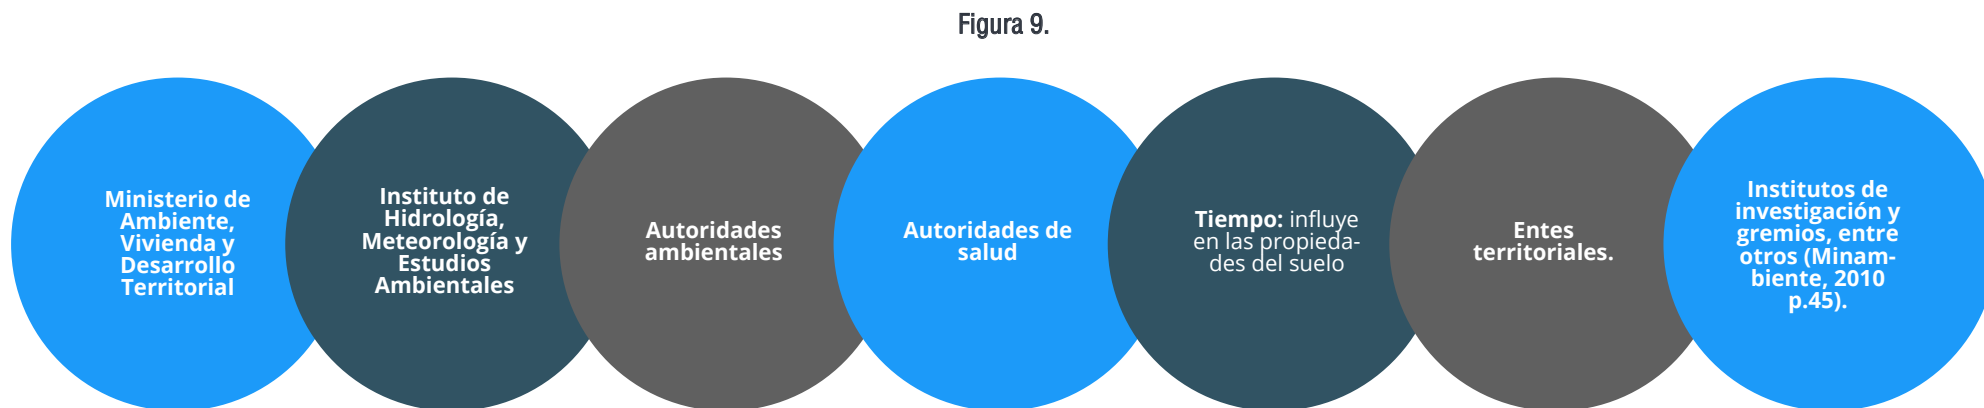 Figura 9.
Ministerio de
Ambiente,
Vivienda y
Desarrollo
Territorial
Instituto de
Hidrología,
Meteorología y
Estudios
Ambientales
Autoridades
ambientales
Autoridades de
salud
Tiempo: influye
en las propieda-
des del suelo
Entes
territoriales.
Institutos de
investigación y
gremios, entre
otros (Minam-
biente, 2010
p.45).